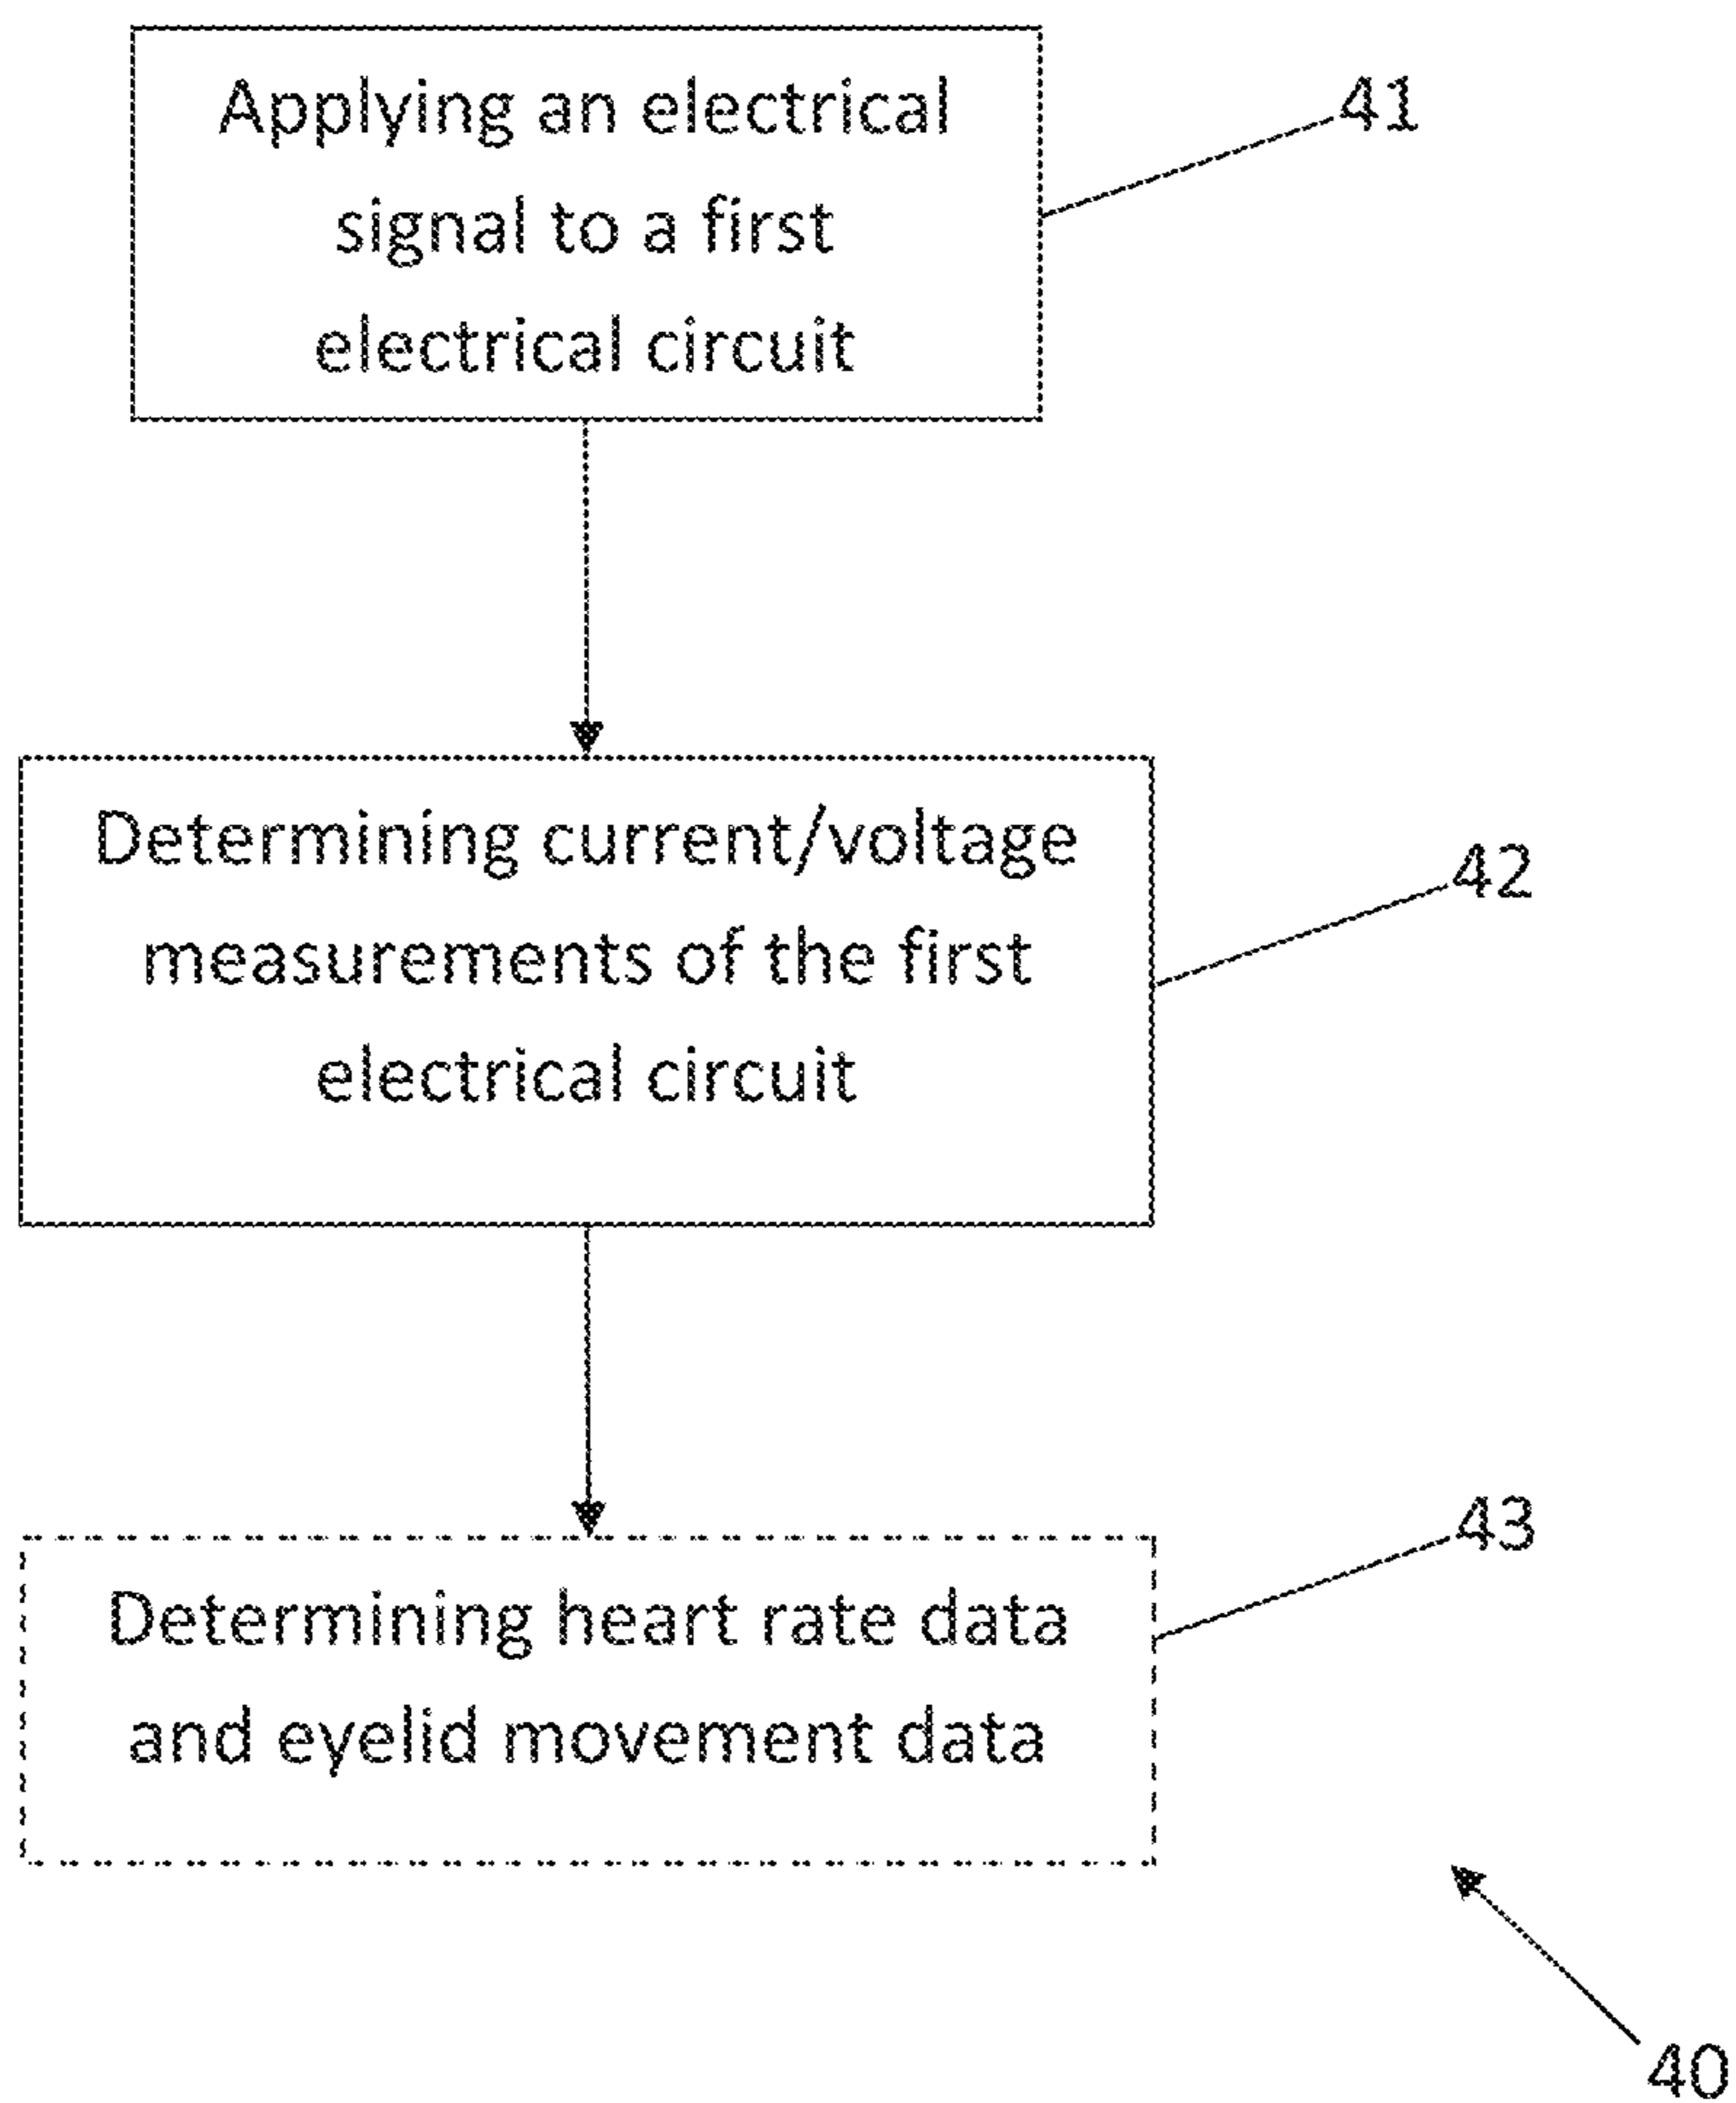 Applying an electrical
signal to a first
electrical circuit
41
Determining current/voltage
measurements of the first
electrical circuit
42
Determining heart rate data
and eyelid movement data
43
40